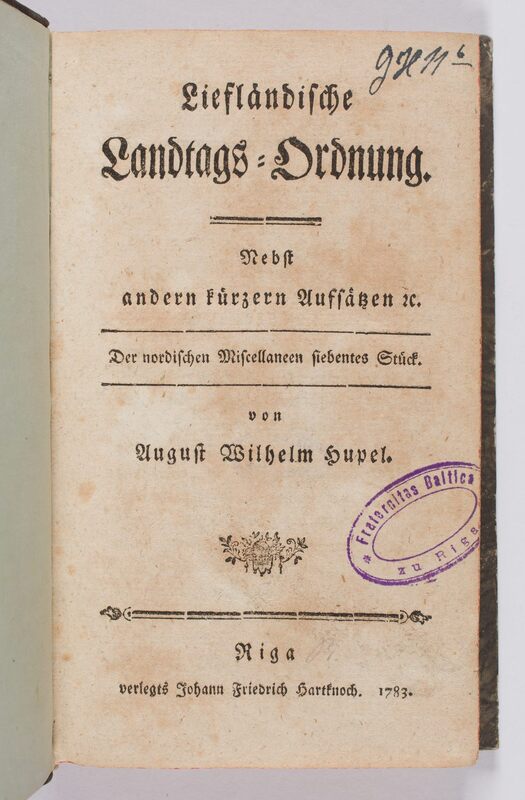 Liefländische
Landtags-Ordnung.
Nebst
andern kürzern Aufsätzen ꝛc.
Der nordischen Miscellaneen siebentes Stück.
von
August Wilhelm Hupel.
* Fraternitas Baltica
zu Riga
Riga
verlegts Johann Friedrich Hartknoch. 1783.